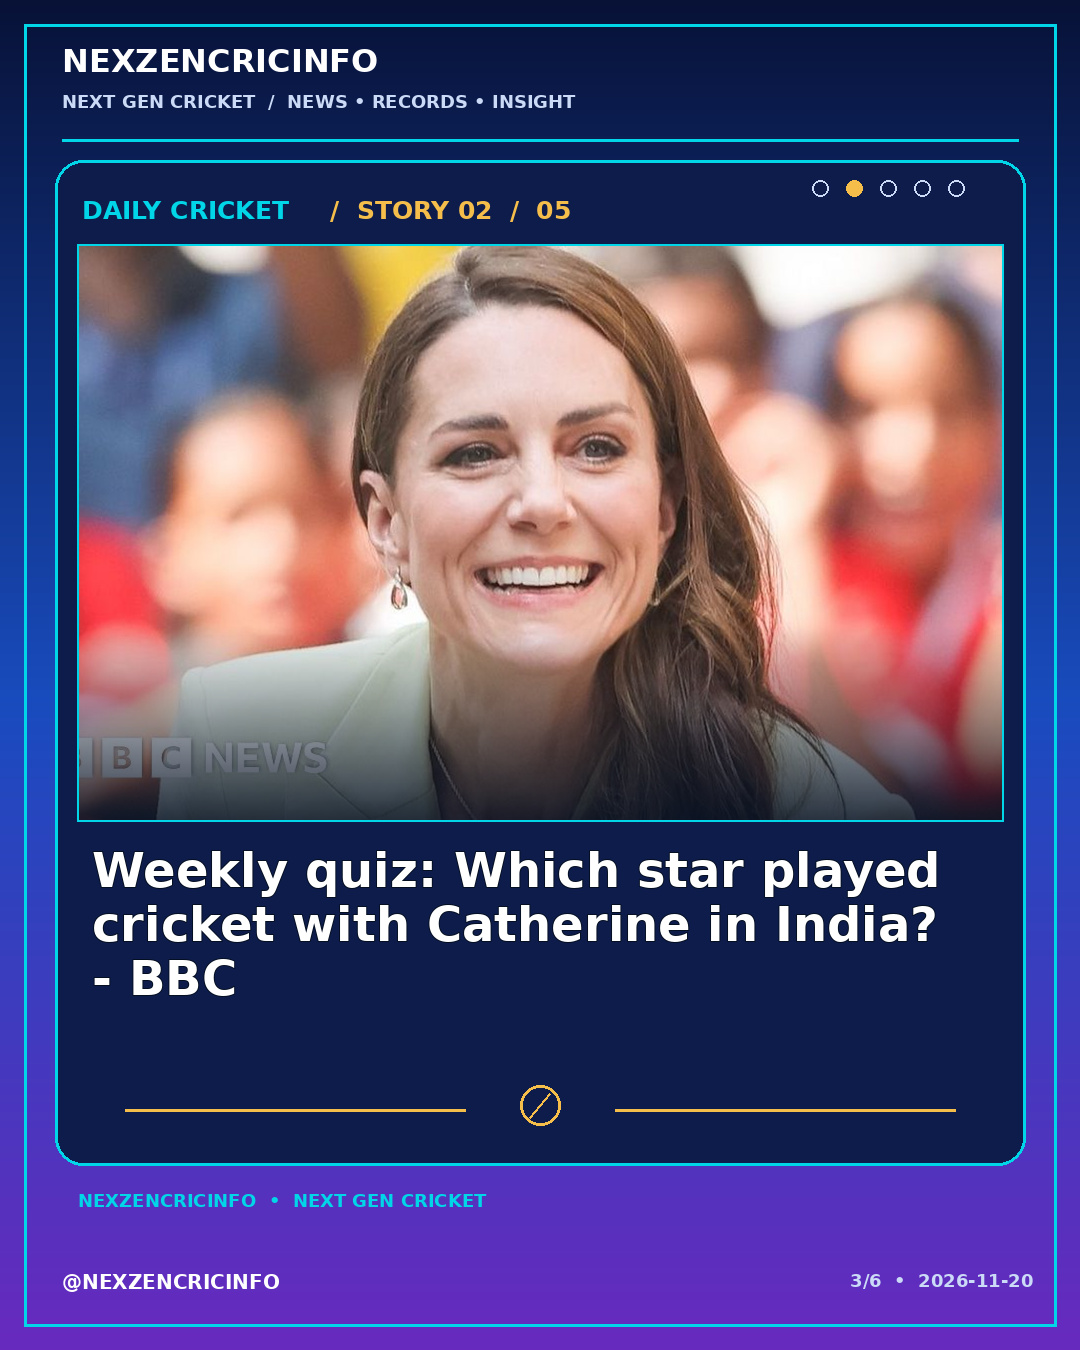 NEXZENCRICINFO
NEXT GEN CRICKET / NEWS • RECORDS • INSIGHT
DAILY CRICKET / STORY 02 / 05
BBC NEWS
Weekly quiz: Which star played
cricket with Catherine in India?
- BBC
NEXZENCRICINFO • NEXT GEN CRICKET
@NEXZENCRICINFO
3/6 • 2026-11-20